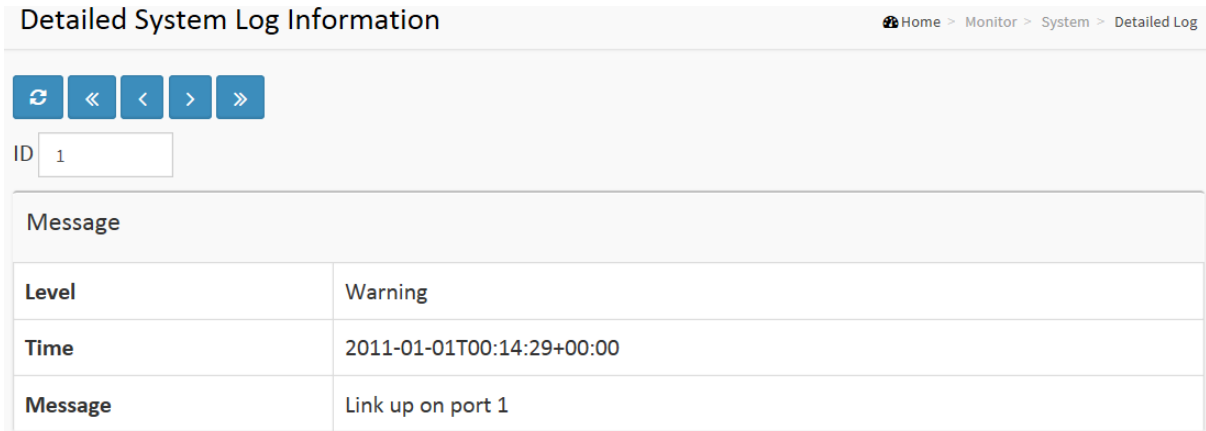 Detailed System Log Information
Home > Monitor > System > Detailed Log
ID 1
Message
Level Warning
Time 2011-01-01T00:14:29+00:00
Message Link up on port 1